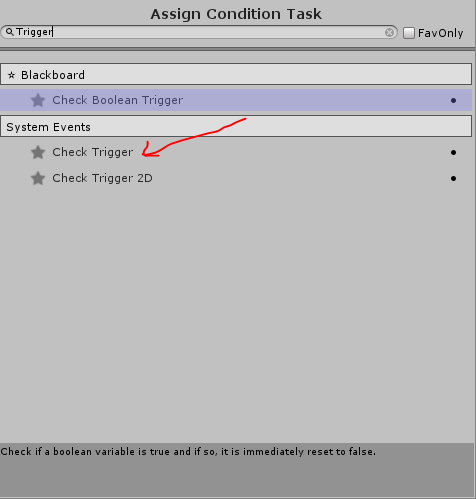 Assign Condition Task
Trigger
FavOnly
☆ Blackboard
Check Boolean Trigger
System Events
Check Trigger
Check Trigger 2D
Check if a boolean variable is true and if so, it is immediately reset to false.